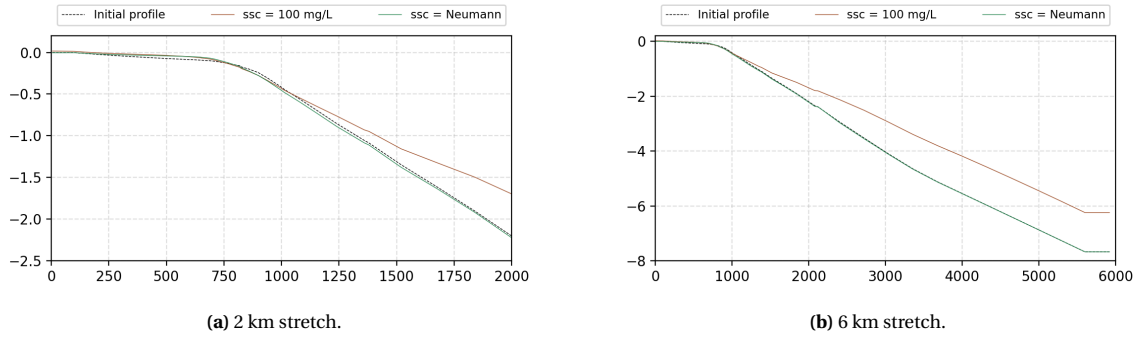 Initial profile ssc = 100 mg/L ssc = Neumann
0.0
−0.5
−1.0
−1.5
−2.0
−2.5
0 250 500 750 1000 1250 1500 1750 2000
(a) 2 km stretch.
Initial profile ssc = 100 mg/L ssc = Neumann
0
−2
−4
−6
−8
0 1000 2000 3000 4000 5000 6000
(b) 6 km stretch.